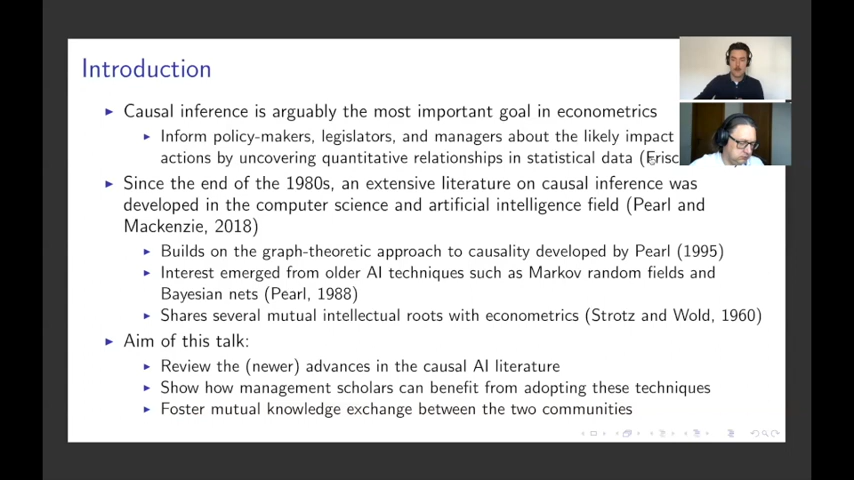 Introduction
Causal inference is arguably the most important goal in econometrics
Inform policy-makers, legislators, and managers about the likely impact
actions by uncovering quantitative relationships in statistical data
Since the end of the 1980s, an extensive literature on causal inference was
developed in the computer science and artificial intelligence field (Pearl and
Mackenzie, 2018)
Builds on the graph-theoretic approach to causality developed by Pearl (1995)
Interest emerged from older AI techniques such as Markov random fields and
Bayesian nets (Pearl, 1988)
Shares several mutual intellectual roots with econometrics (Strotz and Wold, 1960)
Aim of this talk:
Review the (newer) advances in the causal AI literature
Show how management scholars can benefit from adopting these techniques
Foster mutual knowledge exchange between the two communities